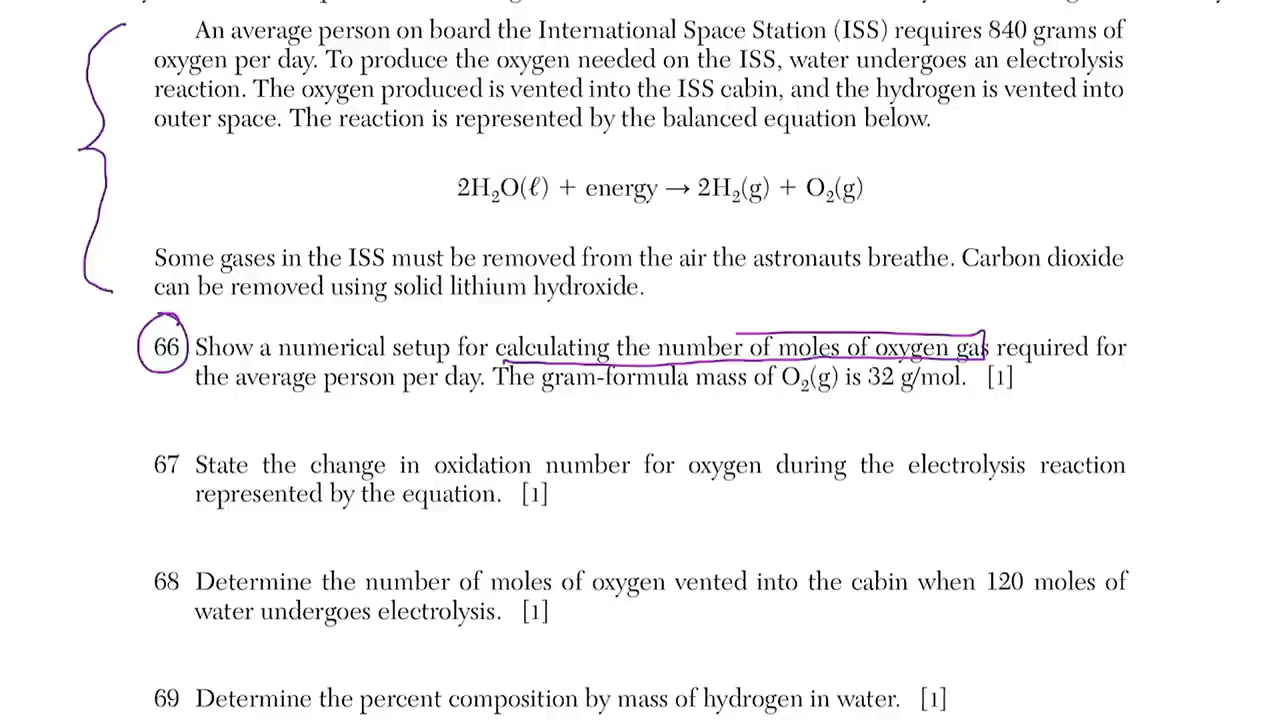 An average person on board the International Space Station (ISS) requires 840 grams of
oxygen per day. To produce the oxygen needed on the ISS, water undergoes an electrolysis
reaction. The oxygen produced is vented into the ISS cabin, and the hydrogen is vented into
outer space. The reaction is represented by the balanced equation below.
2H₂O(ℓ) + energy → 2H₂(g) + O₂(g)
Some gases in the ISS must be removed from the air the astronauts breathe. Carbon dioxide
can be removed using solid lithium hydroxide.
66 Show a numerical setup for calculating the number of moles of oxygen gas required for
the average person per day. The gram-formula mass of O₂(g) is 32 g/mol. [1]
67 State the change in oxidation number for oxygen during the electrolysis reaction
represented by the equation. [1]
68 Determine the number of moles of oxygen vented into the cabin when 120 moles of
water undergoes electrolysis. [1]
69 Determine the percent composition by mass of hydrogen in water. [1]